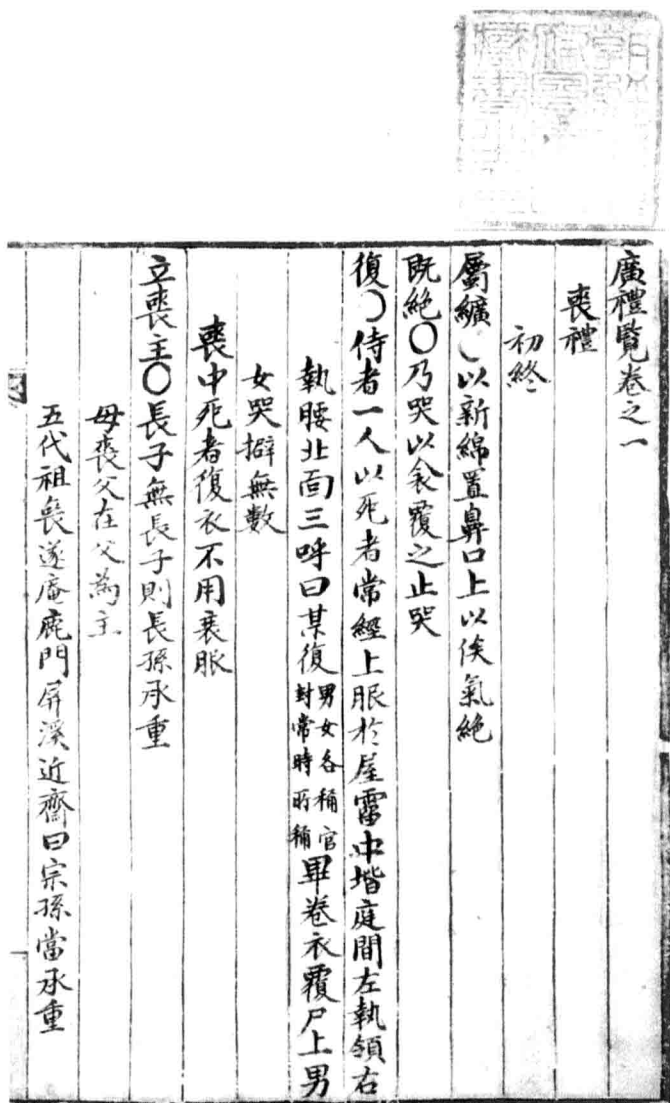 廣禮覽卷之一
喪禮
初終
屬纊〇以新綿置鼻口上以俟氣絶
既絶〇乃哭以衾覆之止哭
復〇侍者一人以死者常經上服於屋霤中堦庭間左執領右
執腰北面三呼曰某復男女各稱官封常時所稱畢卷衣覆尸上男
女哭擗無數
喪中死者復衣不用衰服
立喪主〇長子無長子則長孫承重
母喪父在父爲主
五代祖喪遂庵鹿門屛溪近齋曰宗孫當承重